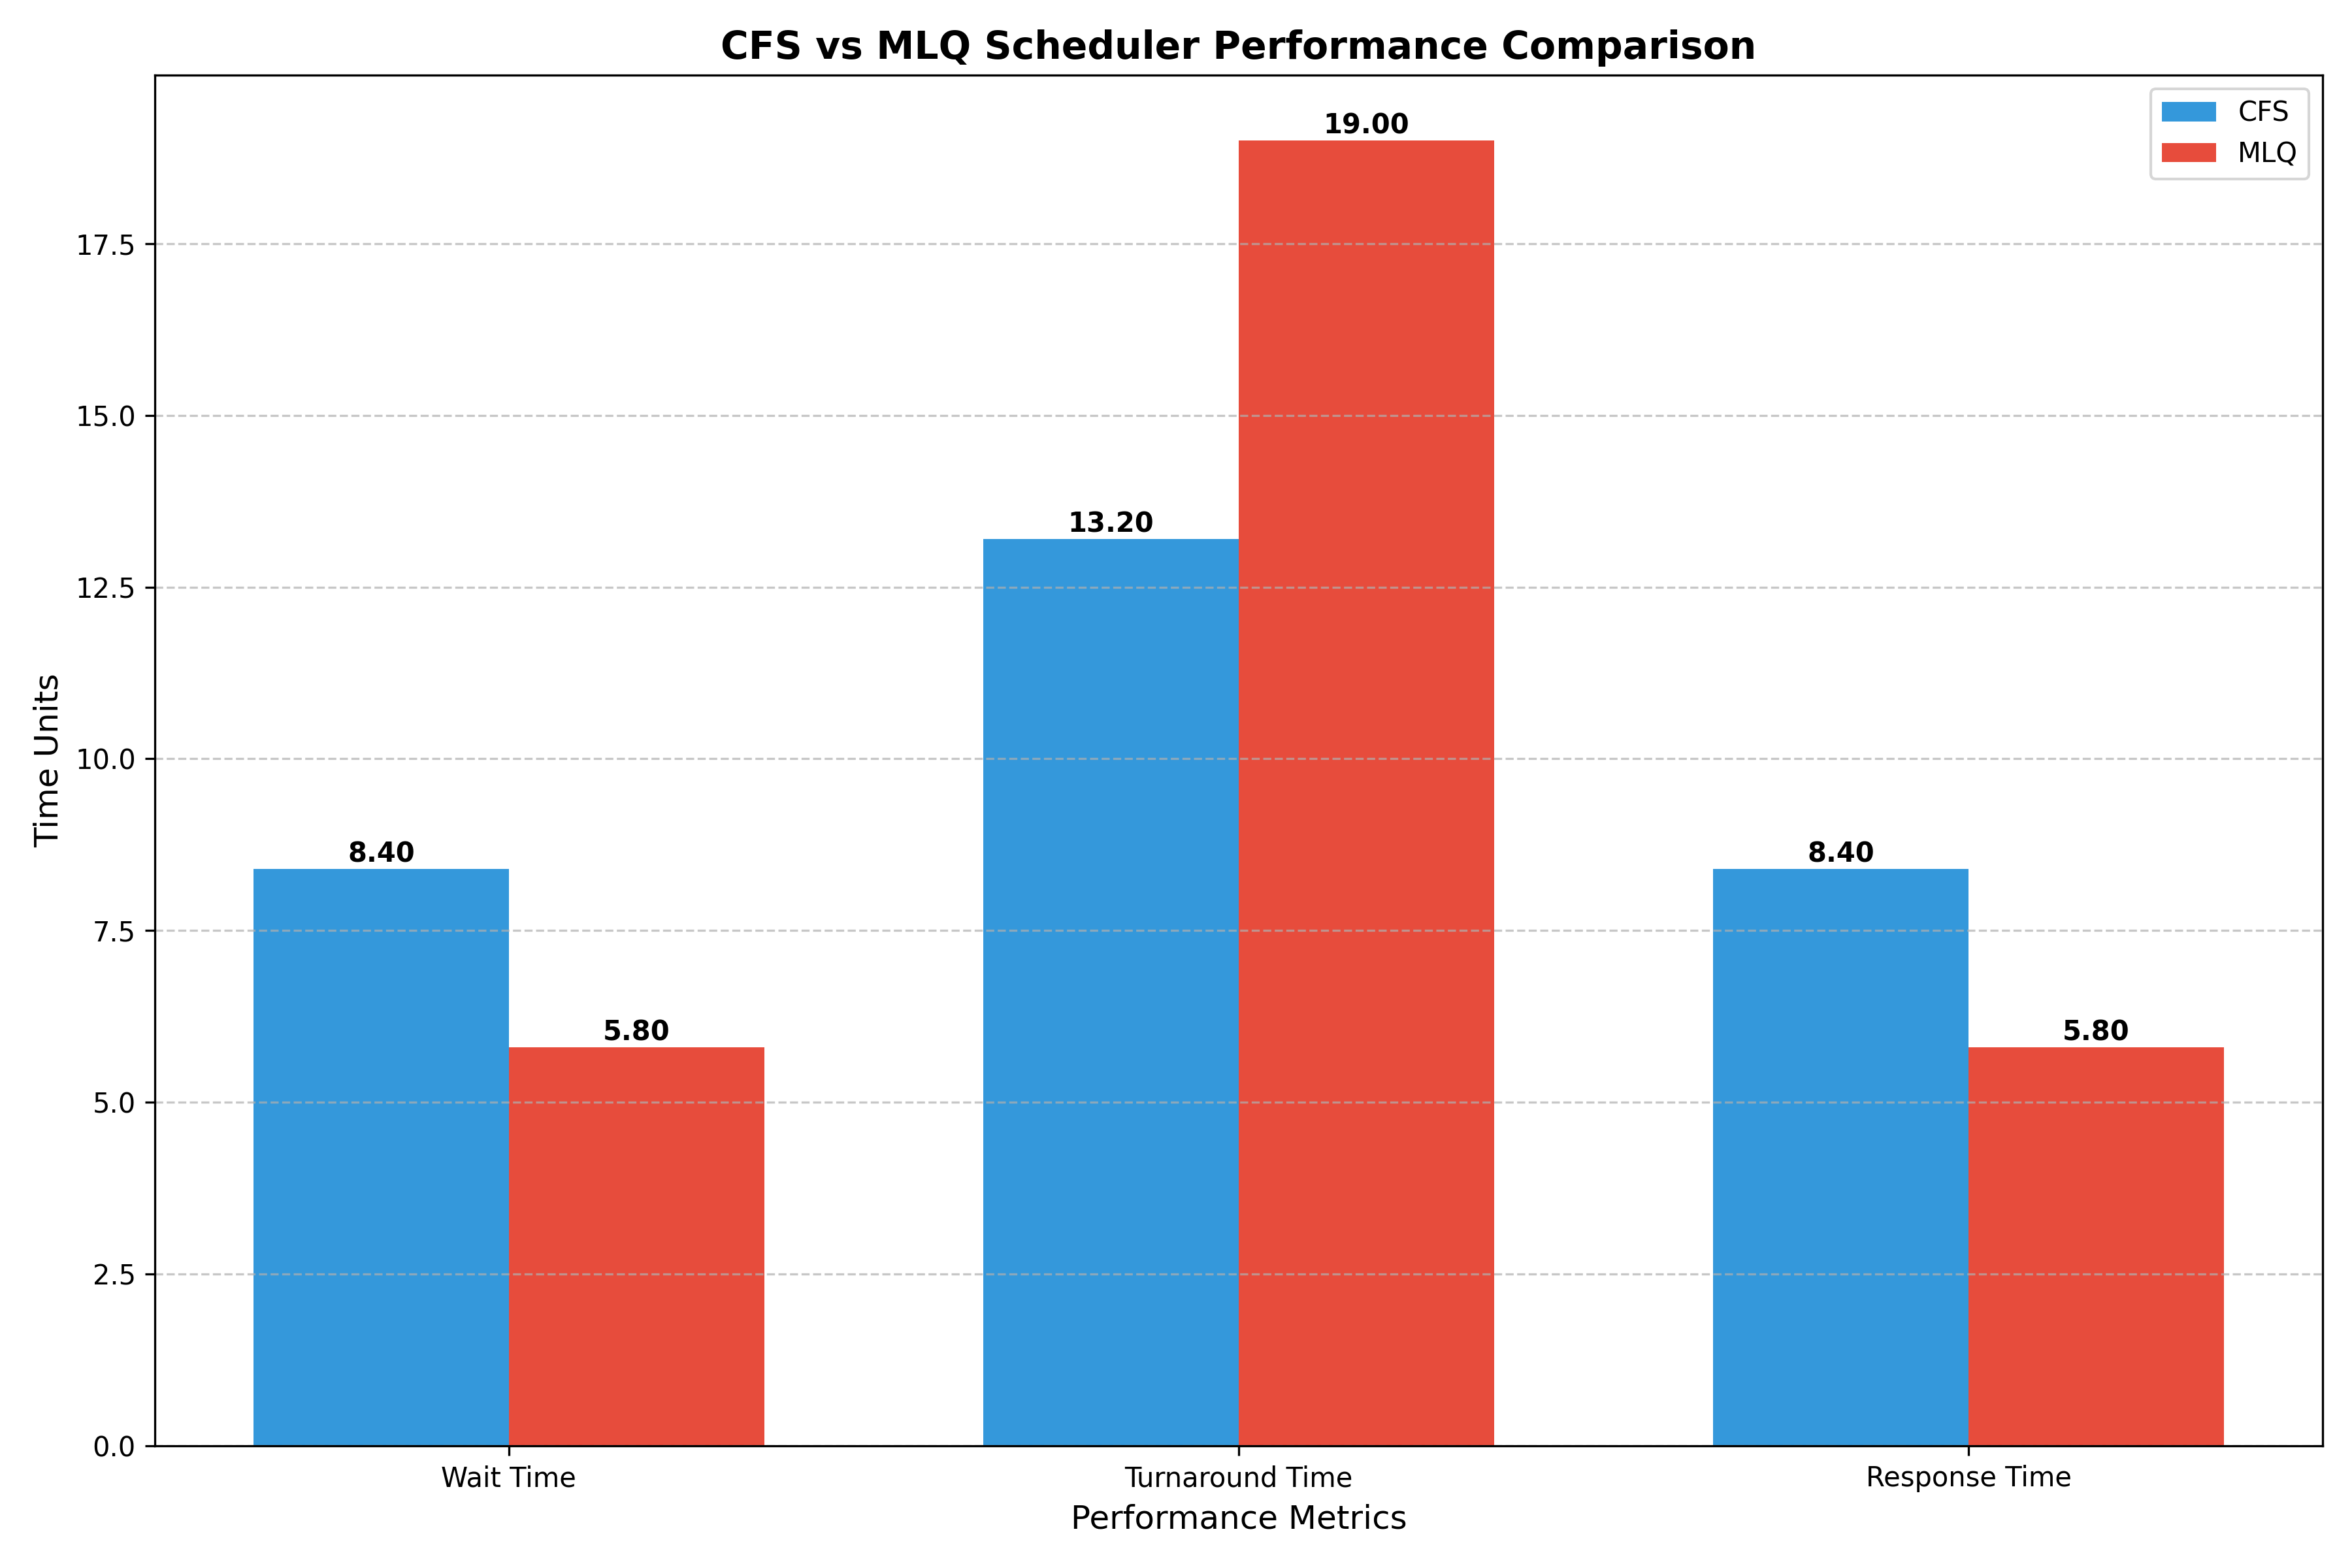 CFS vs MLQ Scheduler Performance Comparison
CFS
MLQ
19.00
17.5
15.0
13.20
12.5
10.0
8.40
8.40
7.5
5.80
5.80
5.0
2.5
0.0
Time Units
Wait Time
Turnaround Time
Response Time
Performance Metrics